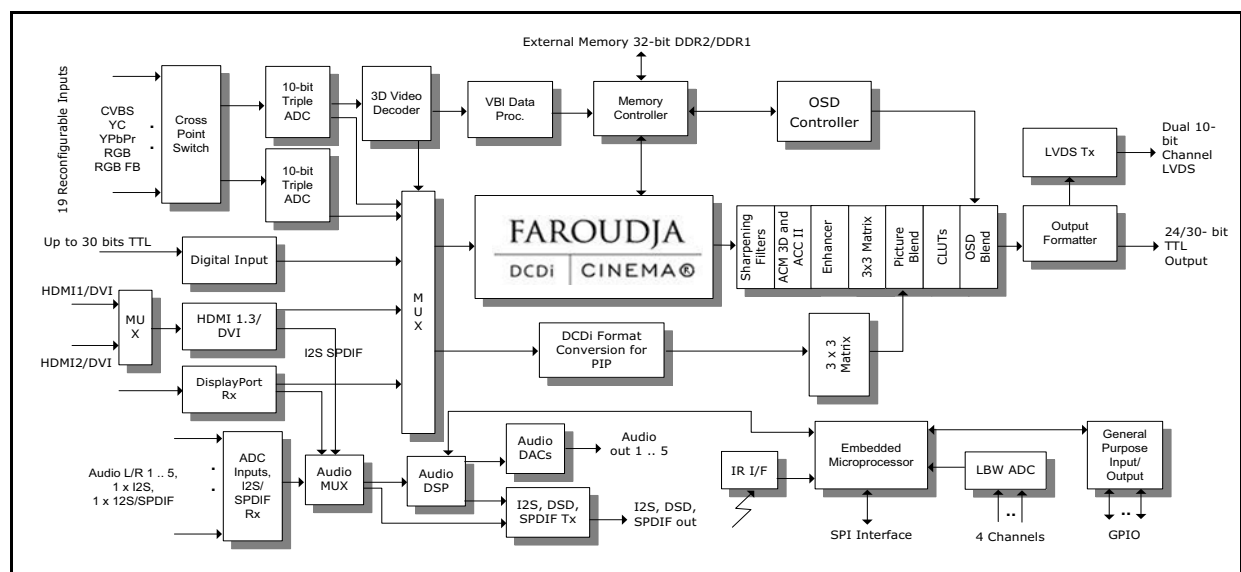 External Memory 32-bit DDR2/DDR1
19 Reconfigurable Inputs
CVBS
YC
YPbPr
RGB
RGB FB
Cross
Point
Switch
10-bit
Triple
ADC
3D Video
Decoder
VBI Data
Proc.
Memory
Controller
OSD
Controller
LVDS Tx
Dual 10-
bit
Channel
LVDS
10-bit
Triple
ADC
MUX
FAROUDJA
DCDi CINEMA®
Sharpening
Filters
ACM 3D and
ACC II
Enhancer
3x3 Matrix
Picture
Blend
CLUTs
OSD
Blend
Output
Formatter
24/30- bit
TTL
Output
Up to 30 bits TTL
Digital Input
HDMI1/DVI
HDMI2/DVI
MUX
HDMI 1.3/
DVI
I2S SPDIF
DisplayPort
Rx
DCDi Format
Conversion for
PIP
3 x 3
Matrix
Audio L/R 1 .. 5,
1 x I2S,
1 x 12S/SPDIF
ADC
Inputs,
I2S/
SPDIF
Rx
Audio
MUX
Audio
DSP
Audio
DACs
Audio
out 1 .. 5
I2S, DSD,
SPDIF Tx
I2S, DSD,
SPDIF out
IR I/F
Embedded
Microprocessor
SPI Interface
LBW ADC
4 Channels
General
Purpose
Input/
Output
GPIO